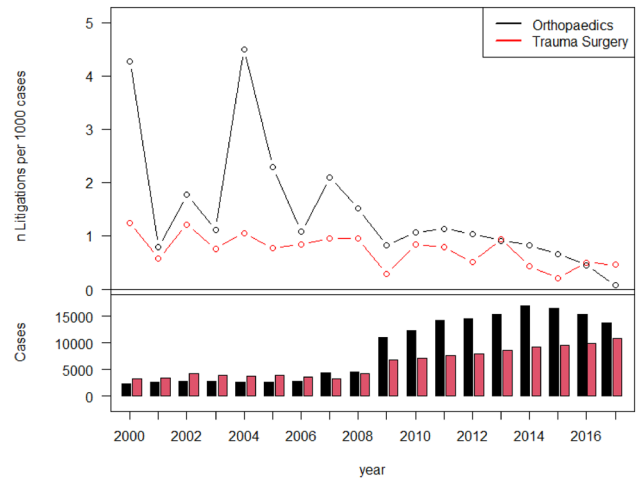 Orthopaedics
Trauma Surgery
n Litigations per 1000 cases
5
4
3
2
1
0
Cases
15000
10000
5000
0
2000 2002 2004 2006 2008 2010 2012 2014 2016
year